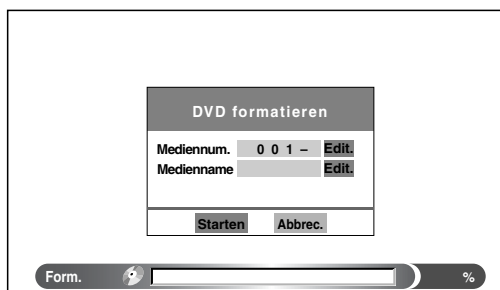 DVD formatieren
Mediennum. 0 0 1 – Edit.
Medienname Edit.
Starten Abbrec.
Form. %